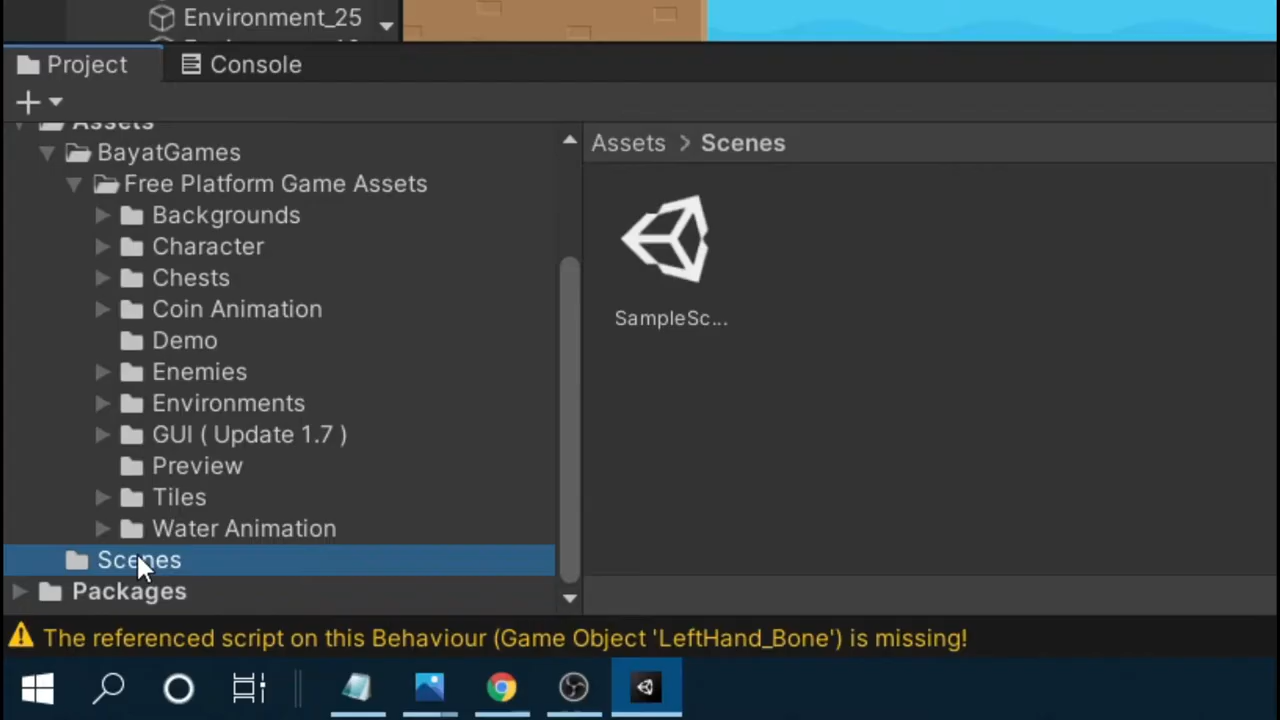 Environment_25
Project
Console
Assets
BayatGames
Free Platform Game Assets
Backgrounds
Character
Chests
Coin Animation
Demo
Enemies
Environments
GUI ( Update 1.7 )
Preview
Tiles
Water Animation
Scenes
Packages
Assets > Scenes
SampleSc...
The referenced script on this Behaviour (Game Object 'LeftHand_Bone') is missing!